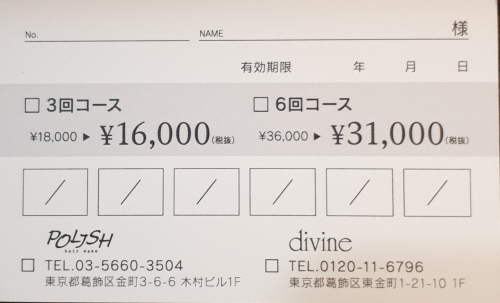 No. NAME 様
有効期限 年 月 日
□ 3回コース □ 6回コース
¥18,000 ▶ ¥16,000(税抜) ¥36,000 ▶ ¥31,000(税抜)
/ / / / / /
POLISH divine
hair make
□ TEL.03-5660-3504 □ TEL.0120-11-6796
東京都葛飾区金町3-6-6 木村ビル1F 東京都葛飾区東金町1-21-10 1F